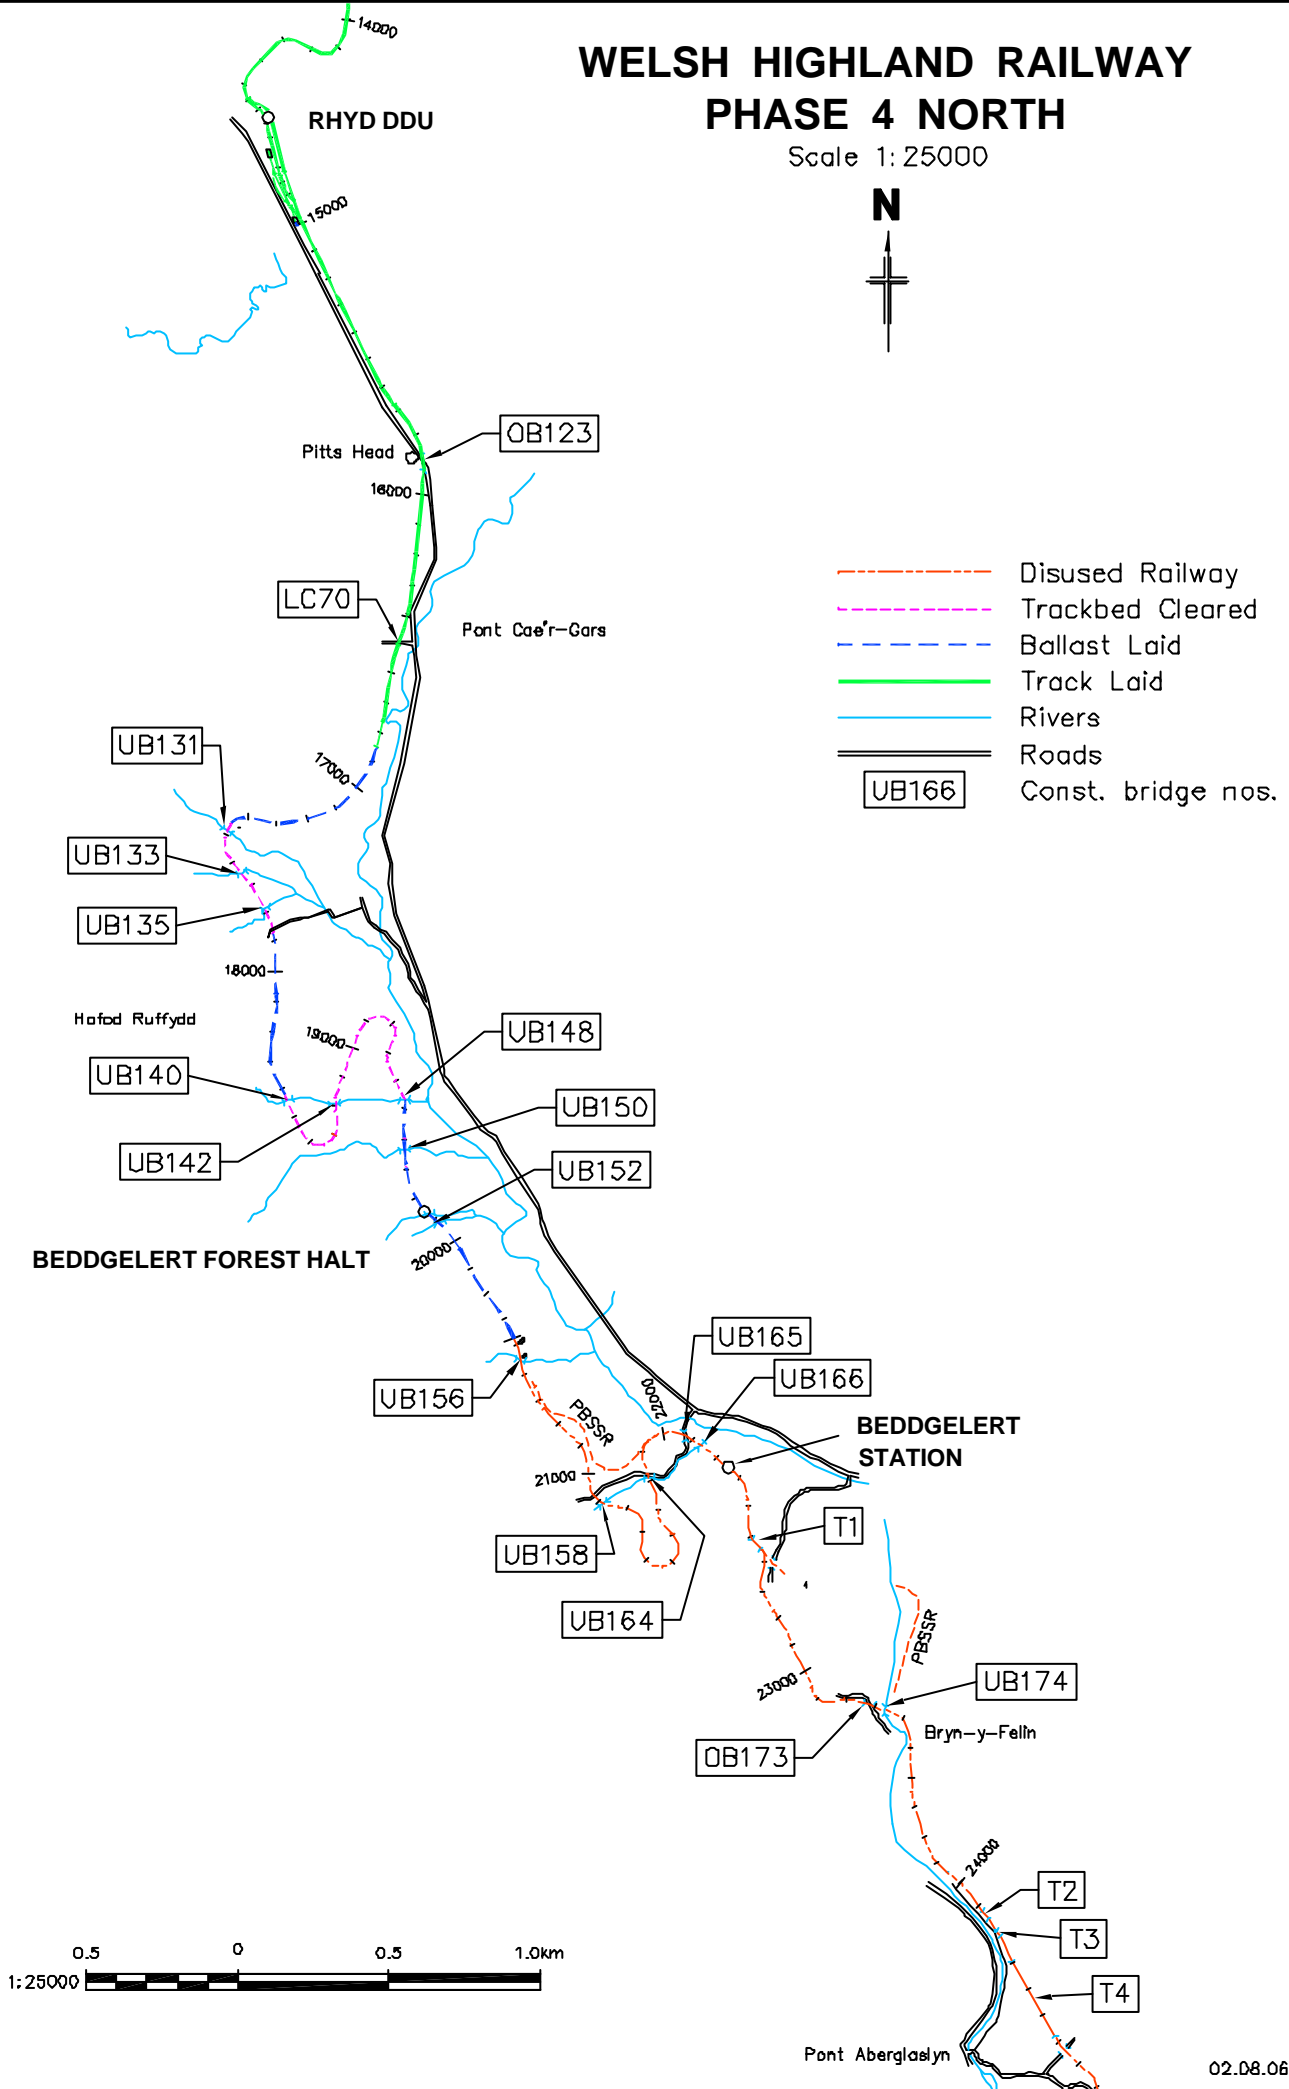 14000
WELSH HIGHLAND RAILWAY
PHASE 4 NORTH
Scale 1:25000
N
RHYD DDU
15000
OB123
Pitts Head
16000
LC70
Pont Cae'r-Gars
Disused Railway
Trackbed Cleared
Ballast Laid
Track Laid
Rivers
Roads
UB166
Const. bridge nos.
UB131
17000
UB133
UB135
18000
Hafod Ruffydd
19000
UB148
UB140
UB150
UB142
UB152
BEDDGELERT FOREST HALT
20000
UB165
UB166
UB156
22000
PBSSR
BEDDGELERT
STATION
21000
T1
UB158
UB164
PBSSR
23000
UB174
Bryn-y-Felin
OB173
24000
T2
T3
T4
0.5
0
0.5
1.0km
1:25000
Pont Aberglaslyn
02.08.06